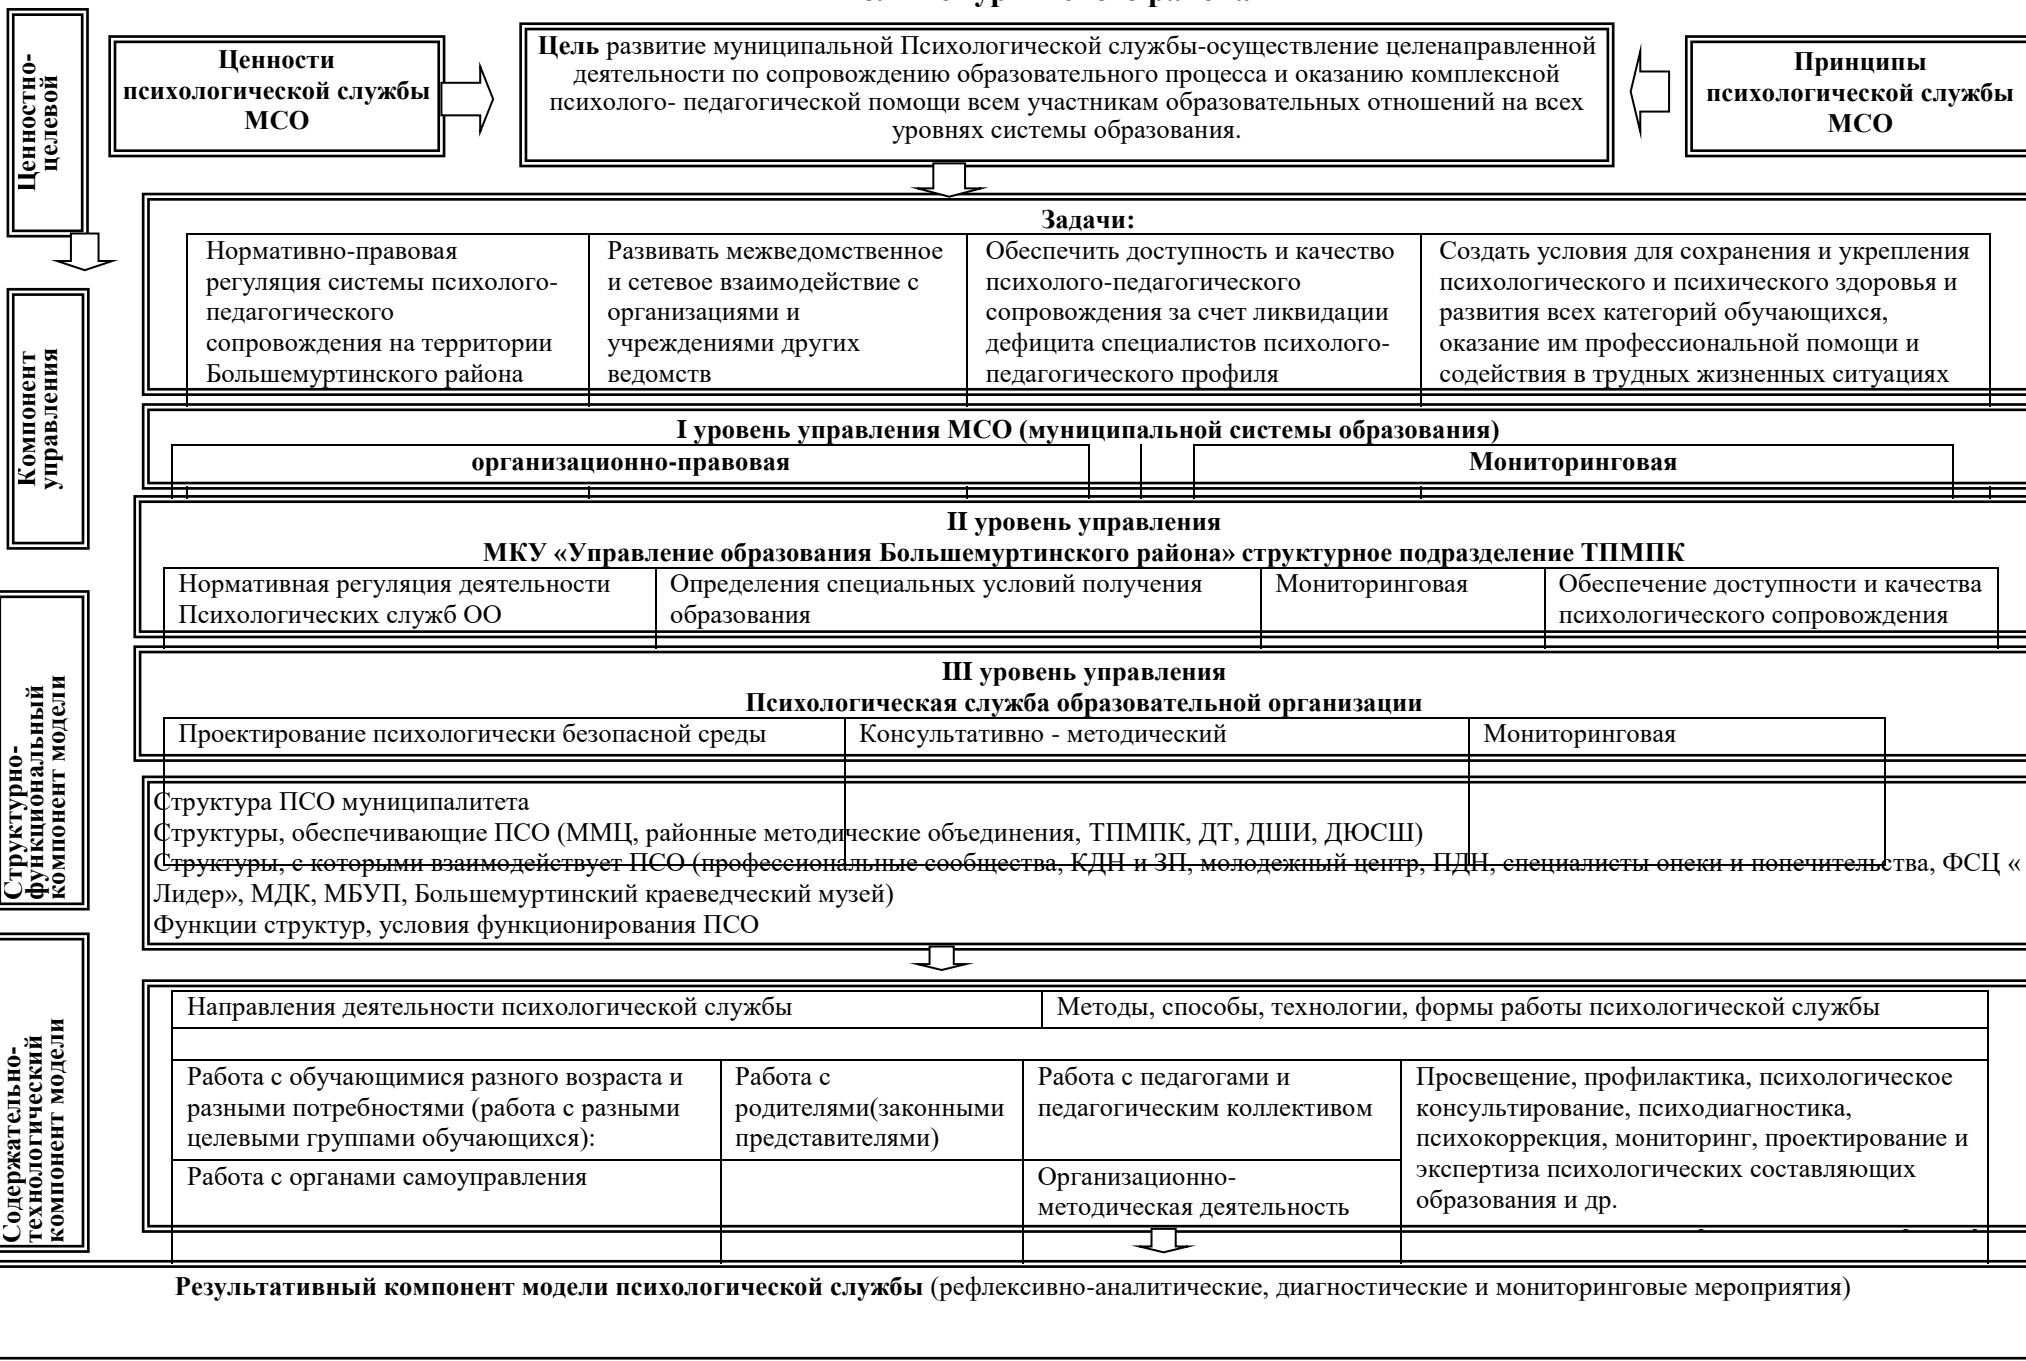 Ценностно-
целевой
Ценности
психологической службы
МСО
Цель развитие муниципальной Психологической службы-осуществление целенаправленной
деятельности по сопровождению образовательного процесса и оказанию комплексной
психолого- педагогической помощи всем участникам образовательных отношений на всех
уровнях системы образования.
Принципы
психологической службы
МСО
Задачи:
Нормативно-правовая
регуляция системы психолого-
педагогического
сопровождения на территории
Большемуртинского района
Развивать межведомственное
и сетевое взаимодействие с
организациями и
учреждениями других
ведомств
Обеспечить доступность и качество
психолого-педагогического
сопровождения за счет ликвидации
дефицита специалистов психолого-
педагогического профиля
Создать условия для сохранения и укрепления
психологического и психического здоровья и
развития всех категорий обучающихся,
оказание им профессиональной помощи и
содействия в трудных жизненных ситуациях
Компонент
управления
I уровень управления МСО (муниципальной системы образования)
организационно-правовая
Мониторинговая
II уровень управления
МКУ «Управление образования Большемуртинского района» структурное подразделение ТПМПК
Нормативная регуляция деятельности
Психологических служб ОО
Определения специальных условий получения
образования
Мониторинговая
Обеспечение доступности и качества
психологического сопровождения
Структурно-
функциональный
компонент модели
III уровень управления
Психологическая служба образовательной организации
Проектирование психологически безопасной среды
Консультативно - методический
Мониторинговая
Структура ПСО муниципалитета
Структуры, обеспечивающие ПСО (ММЦ, районные методические объединения, ТПМПК, ДТ, ДШИ, ДЮСШ)
Структуры, с которыми взаимодействует ПСО (профессиональные сообщества, КДН и ЗП, молодежный центр, ПДН, специалисты опеки и попечительства, ФСЦ «
Лидер», МДК, МБУП, Большемуртинский краеведческий музей)
Функции структур, условия функционирования ПСО
Содержательно-
технологический
компонент модели
Направления деятельности психологической службы
Методы, способы, технологии, формы работы психологической службы
Работа с обучающимися разного возраста и
разными потребностями (работа с разными
целевыми группами обучающихся):
Работа с
родителями(законными
представителями)
Работа с педагогами и
педагогическим коллективом
Просвещение, профилактика, психологическое
консультирование, психодиагностика,
психокоррекция, мониторинг, проектирование и
экспертиза психологических составляющих
образования и др.
Работа с органами самоуправления
Организационно-
методическая деятельность
Результативный компонент модели психологической службы (рефлексивно-аналитические, диагностические и мониторинговые мероприятия)